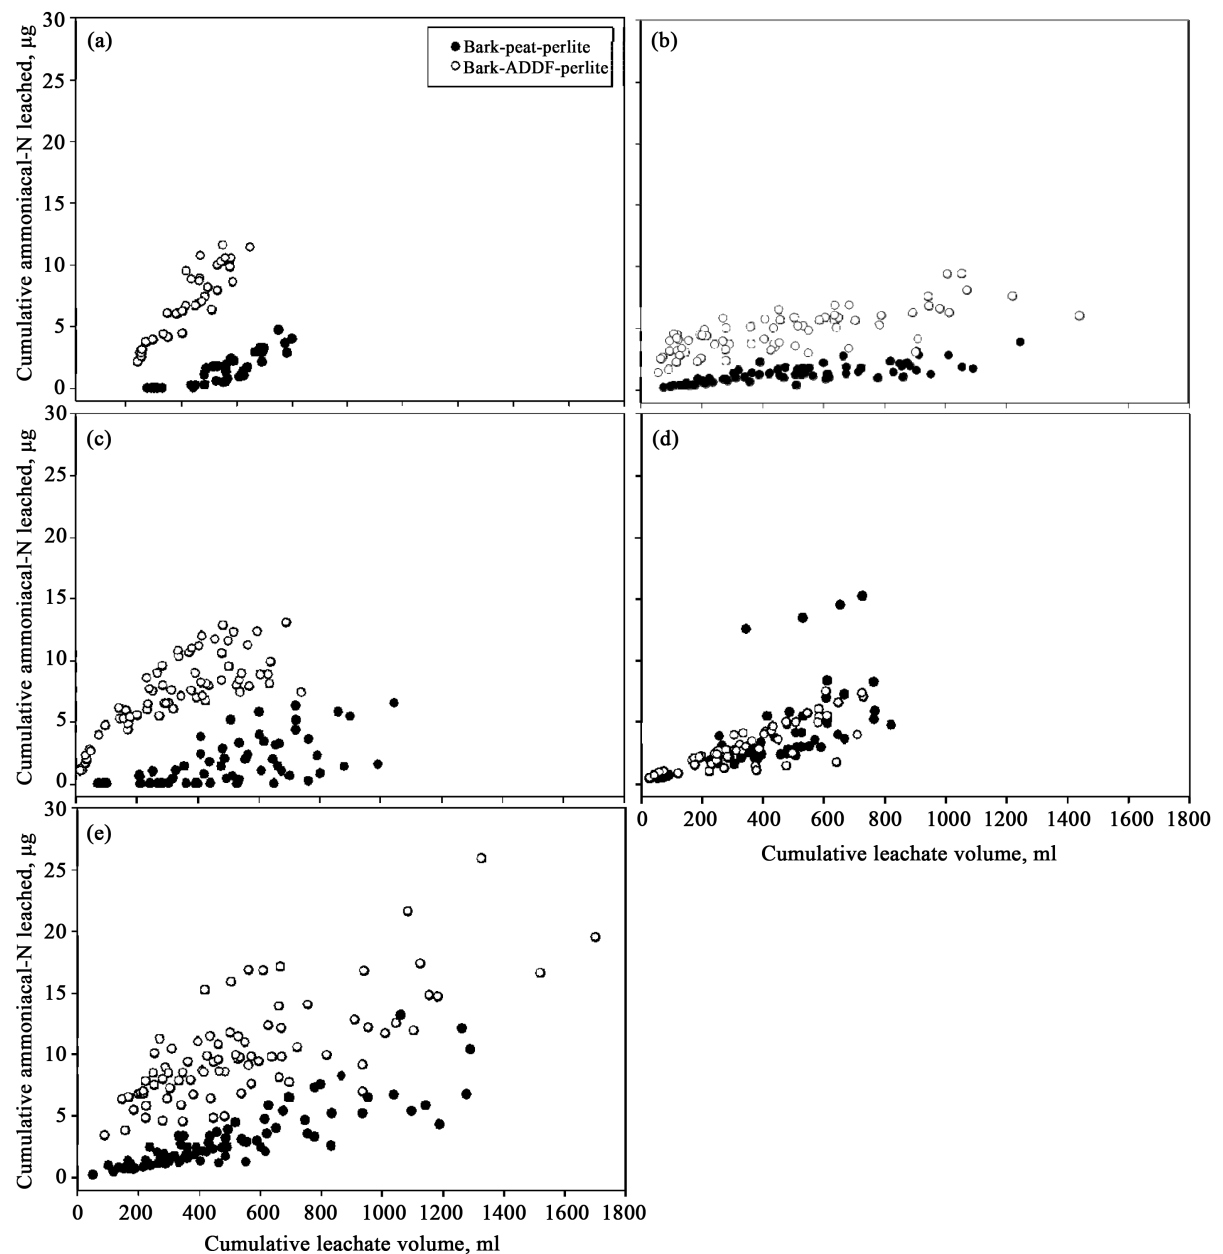 30
25
20
15
10
5
0
Cumulative ammoniacal-N leached, µg
(a)
Bark-peat-perlite
Bark-ADDF-perlite
(b)
30
25
20
15
10
5
0
Cumulative ammoniacal-N leached, µg
(c)
(d)
0 200 400 600 800 1000 1200 1400 1600 1800
Cumulative leachate volume, ml
30
25
20
15
10
5
0
Cumulative ammoniacal-N leached, µg
(e)
0 200 400 600 800 1000 1200 1400 1600 1800
Cumulative leachate volume, ml